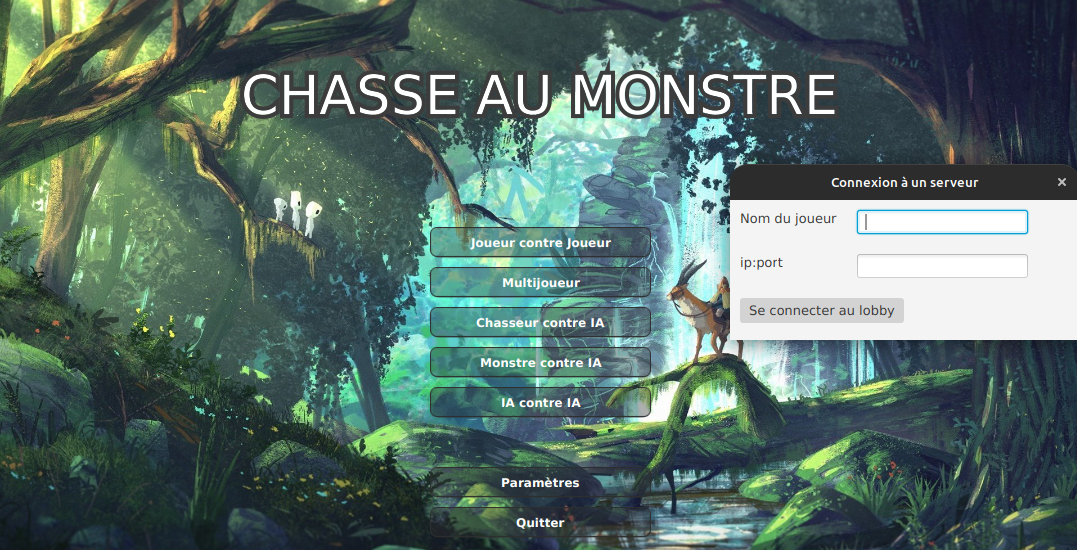 CHASSE AU MONSTRE
Joueur contre Joueur
Multijoueur
Chasseur contre IA
Monstre contre IA
IA contre IA
Paramètres
Quitter
Connexion à un serveur
Nom du joueur
ip:port
Se connecter au lobby